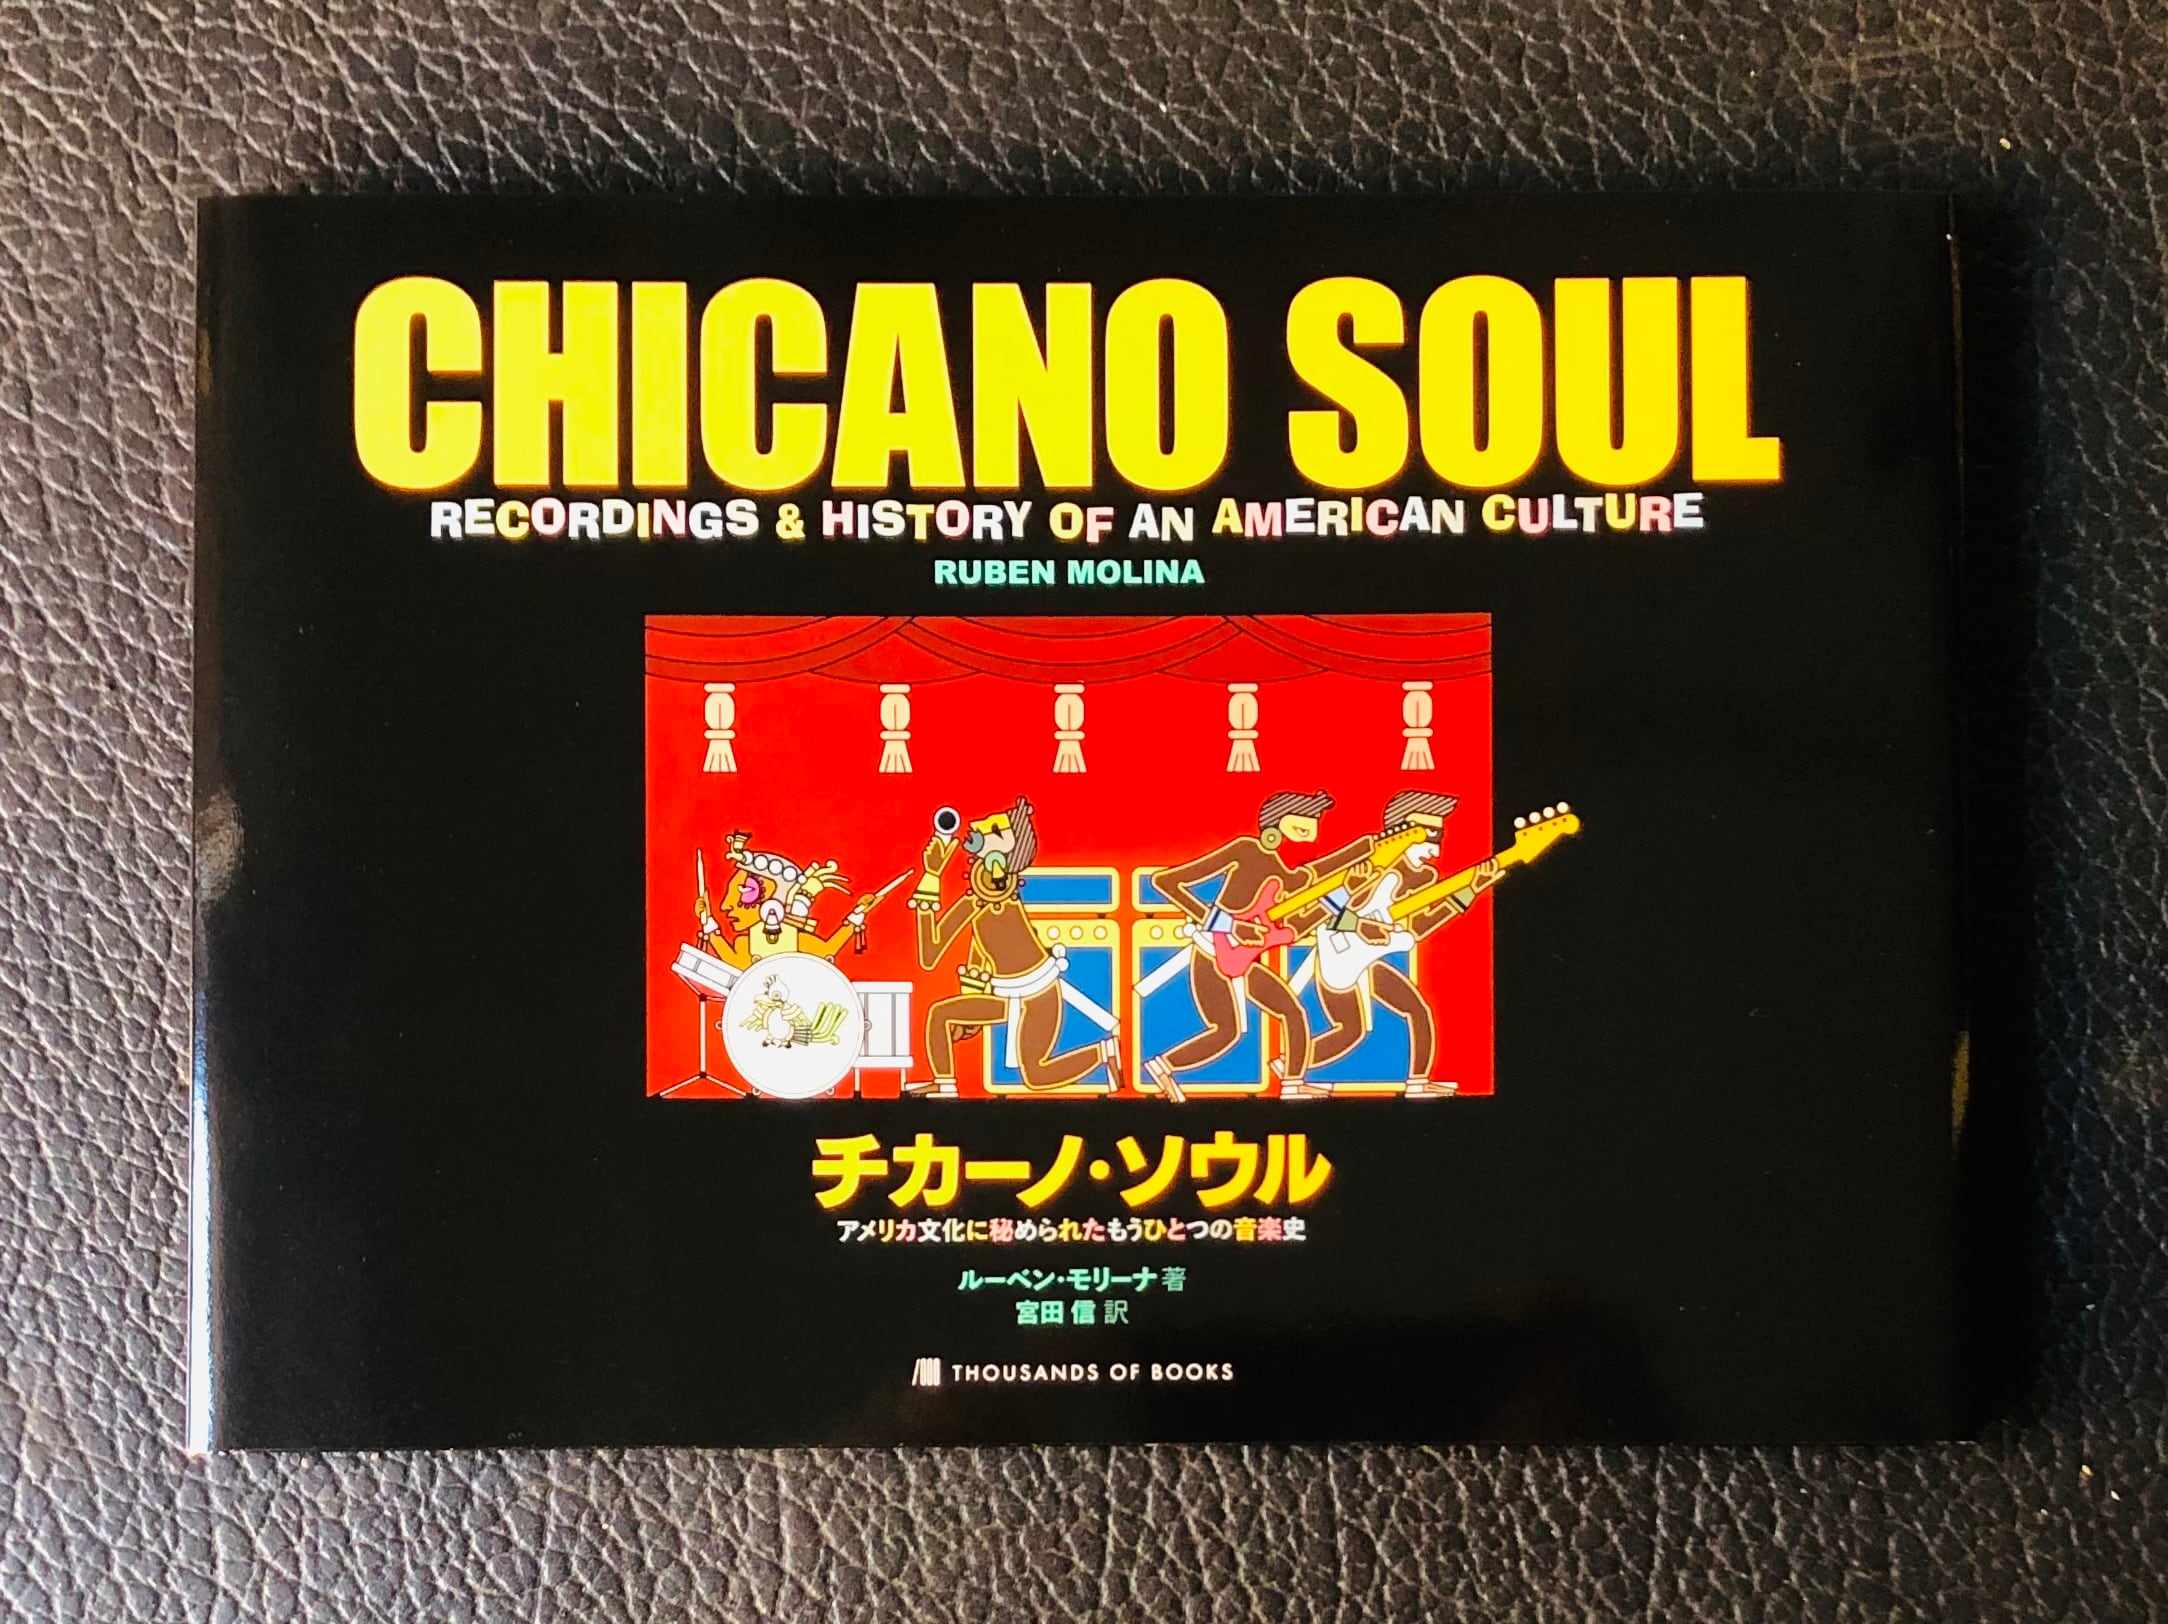 CHICANO SOUL
RECORDINGS & HISTORY OF AN AMERICAN CULTURE
RUBEN MOLINA
チカーノ・ソウル
アメリカ文化に秘められたもうひとつの音楽史
ルーベン・モリーナ 著
宮田 信 訳
THOUSANDS OF BOOKS